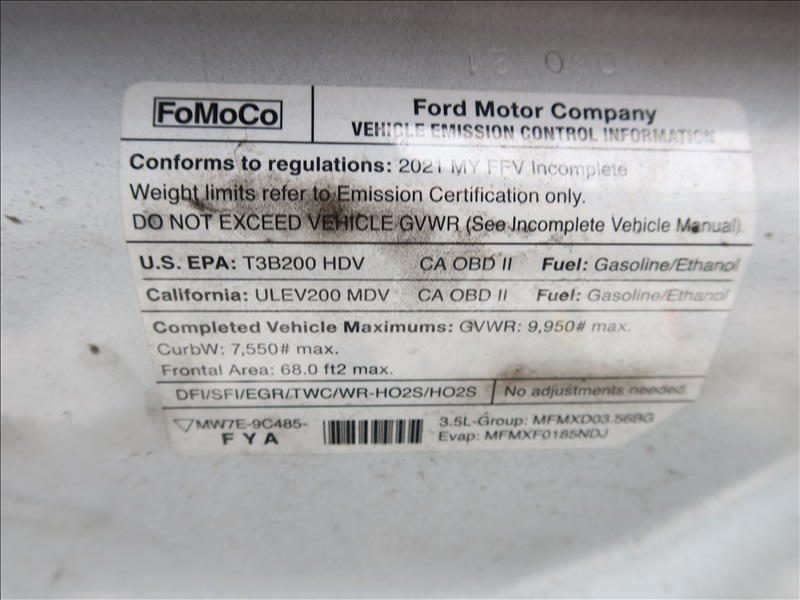 FoMoCo
Ford Motor Company
VEHICLE EMISSION CONTROL INFORMATION
Conforms to regulations: 2021 MY FFV Incomplete
Weight limits refer to Emission Certification only.
DO NOT EXCEED VEHICLE GVWR (See Incomplete Vehicle Manual).
U.S. EPA: T3B200 HDV CA OBD II Fuel: Gasoline/Ethanol
California: ULEV200 MDV CA OBD II Fuel: Gasoline/Ethanol
Completed Vehicle Maximums: GVWR: 9,950# max.
CurbW: 7,550# max.
Frontal Area: 68.0 ft2 max.
DFI/SFI/EGR/TWC/WR-HO2S/HO2S No adjustments needed
MW7E-9C485-
FYA
3.5L-Group: MFMXD03.56BG
Evap: MFMXF0185NDJ